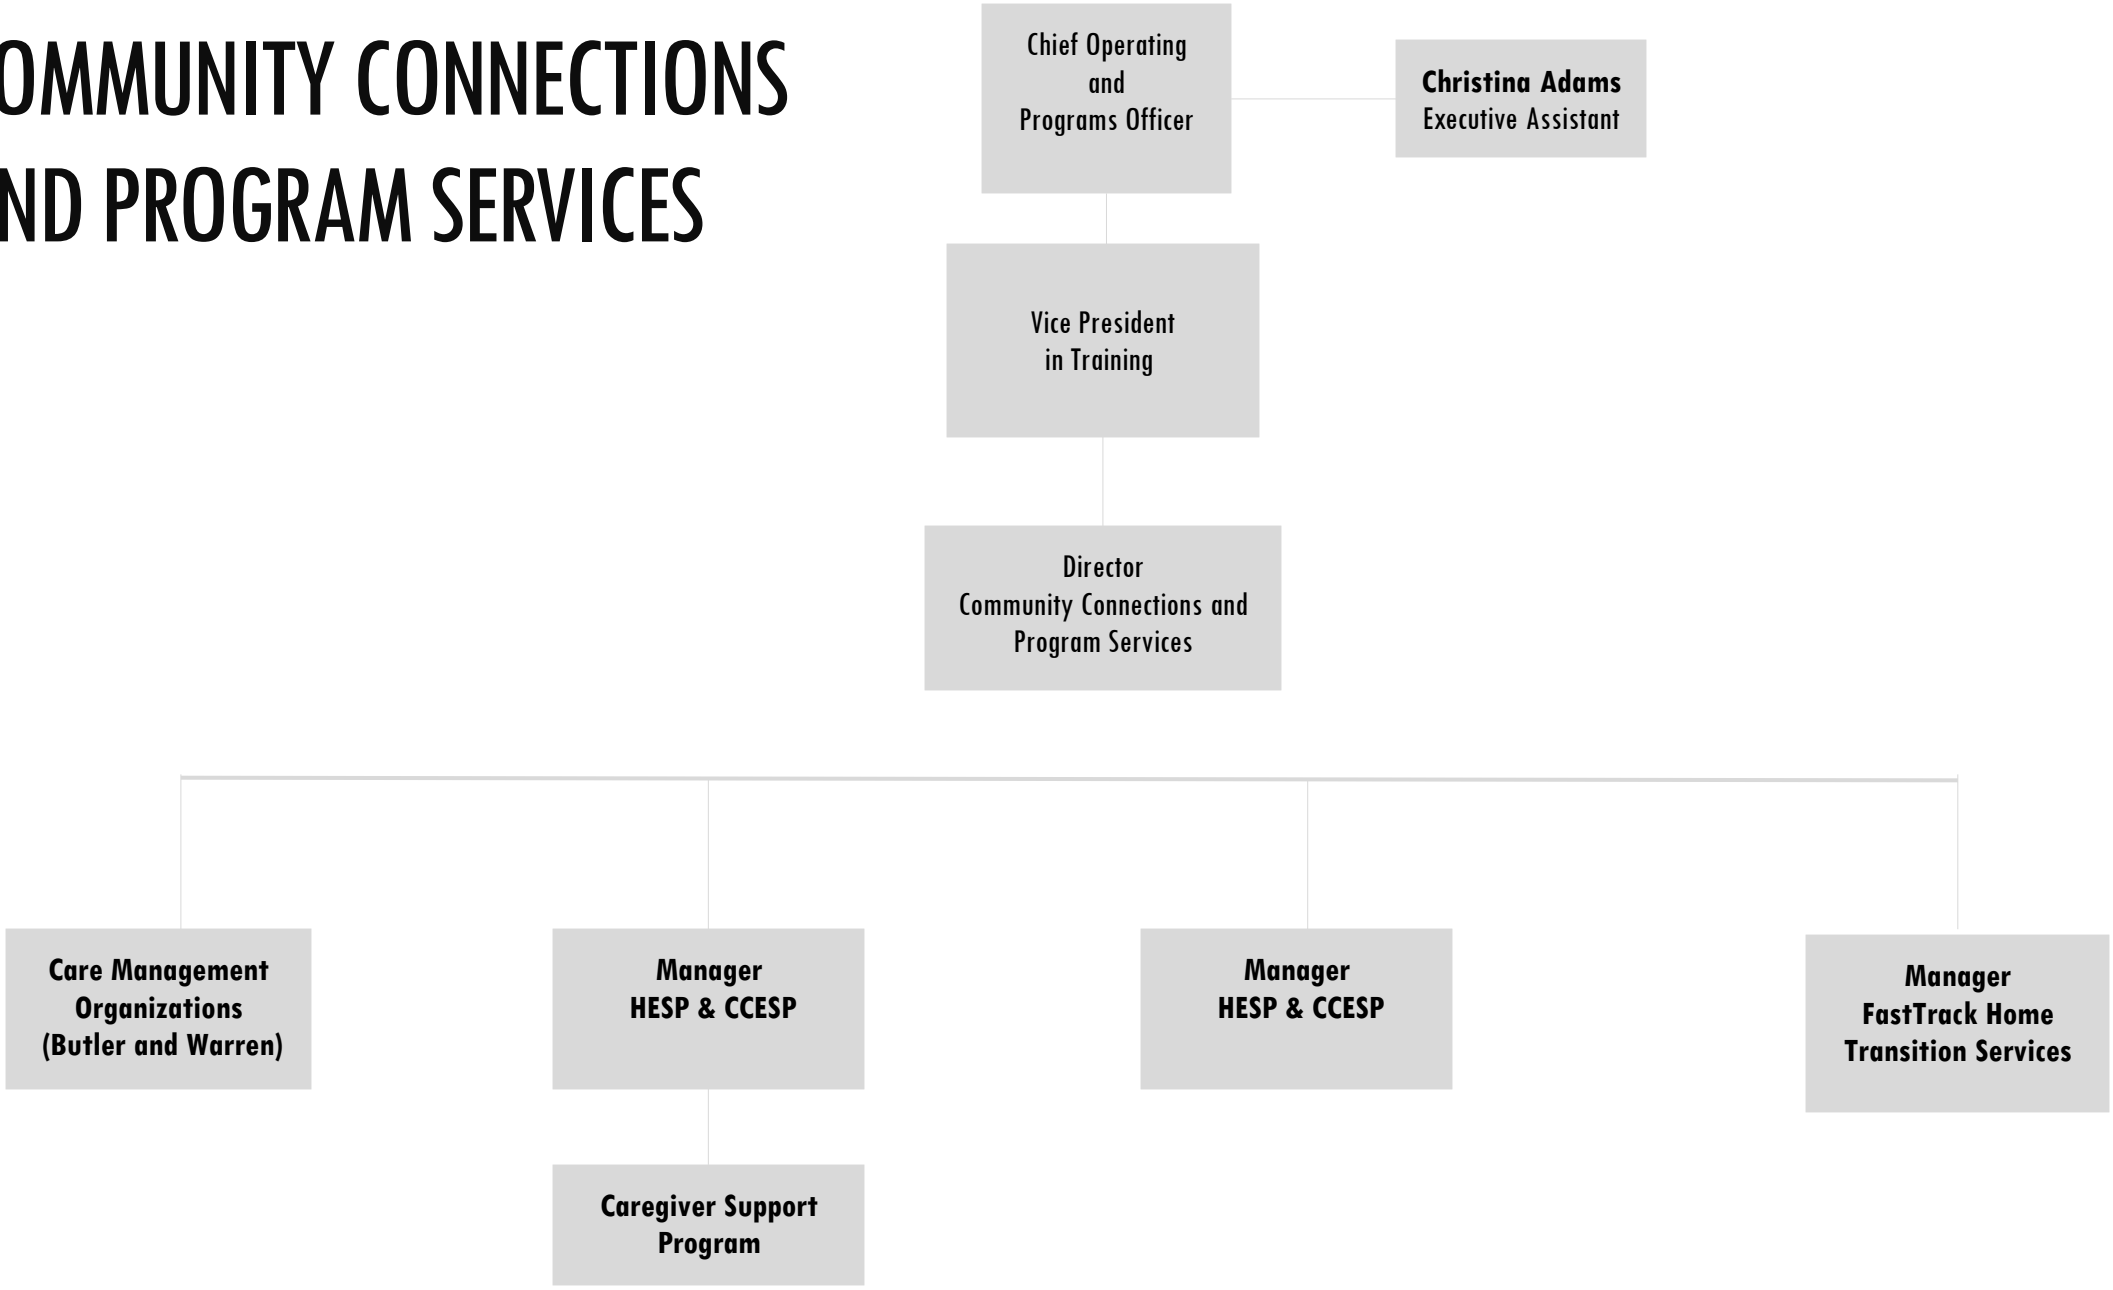 OMMUNITY CONNECTIONS
ND PROGRAM SERVICES
Chief Operating
and
Programs Officer
Christina Adams
Executive Assistant
Vice President
in Training
Director
Community Connections and
Program Services
Care Management
Organizations
(Butler and Warren)
Manager
HESP & CCESP
Manager
HESP & CCESP
Manager
FastTrack Home
Transition Services
Caregiver Support
Program